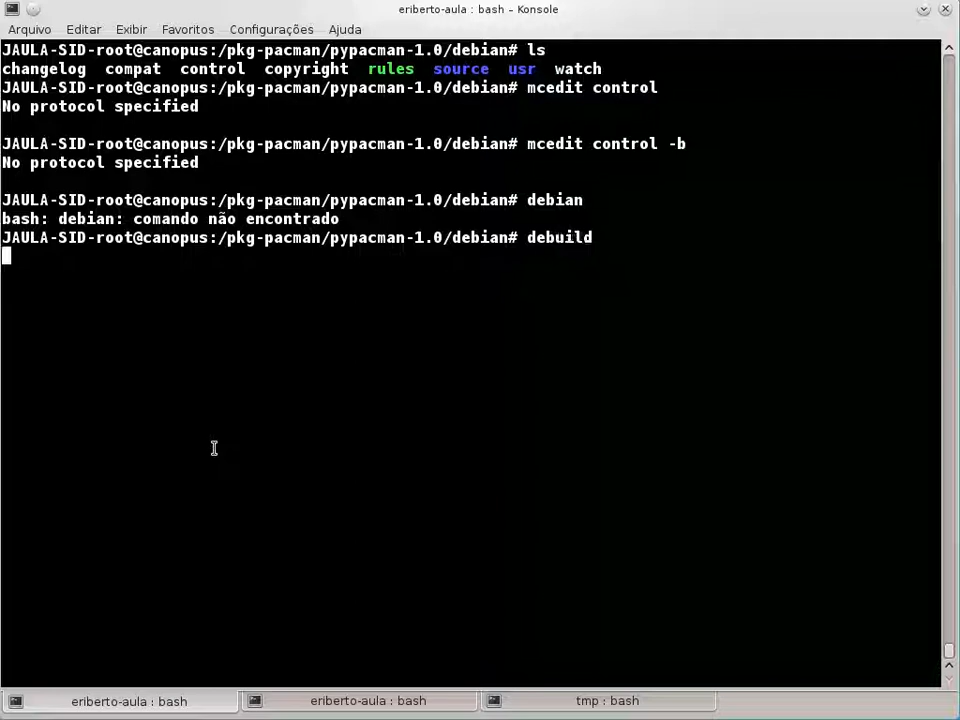 eriberto-aula : bash – Konsole
Arquivo Editar Exibir Favoritos Configurações Ajuda
JAULA-SID-root@canopus:/pkg-pacman/pypacman-1.0/debian# ls
changelog compat control copyright rules source usr watch
JAULA-SID-root@canopus:/pkg-pacman/pypacman-1.0/debian# mcedit control
No protocol specified
JAULA-SID-root@canopus:/pkg-pacman/pypacman-1.0/debian# mcedit control -b
No protocol specified
JAULA-SID-root@canopus:/pkg-pacman/pypacman-1.0/debian# debian
bash: debian: comando não encontrado
JAULA-SID-root@canopus:/pkg-pacman/pypacman-1.0/debian# debuild
eriberto-aula : bash eriberto-aula : bash tmp : bash